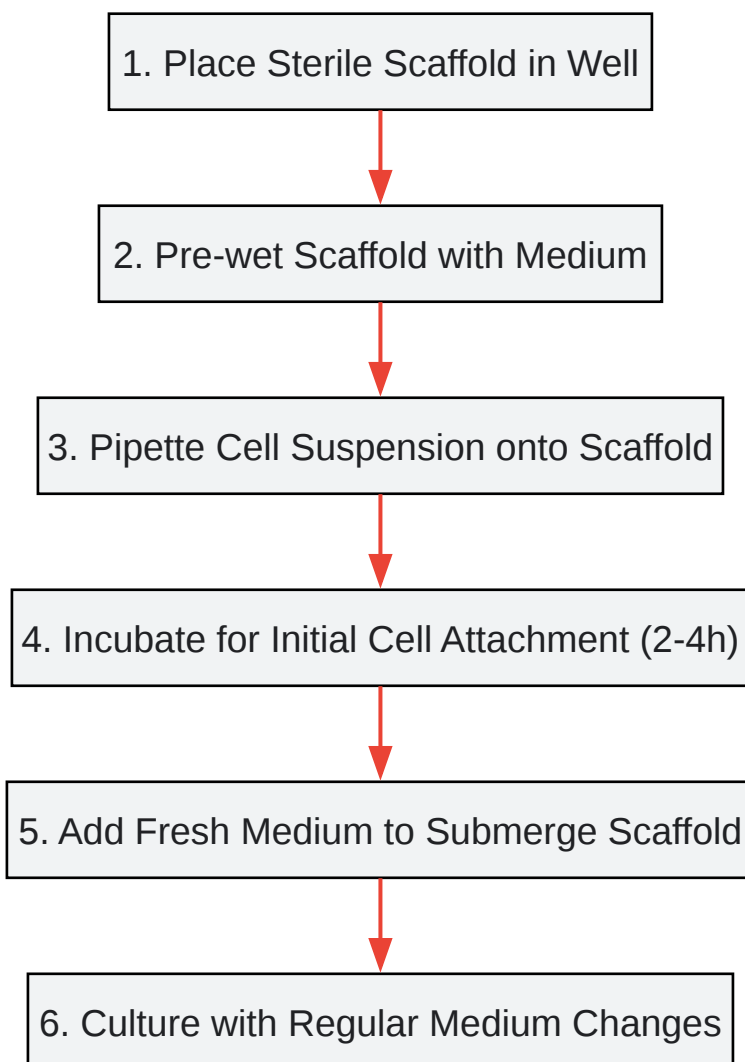 1. Place Sterile Scaffold in Well
2. Pre-wet Scaffold with Medium
3. Pipette Cell Suspension onto Scaffold
4. Incubate for Initial Cell Attachment (2-4h)
5. Add Fresh Medium to Submerge Scaffold
6. Culture with Regular Medium Changes